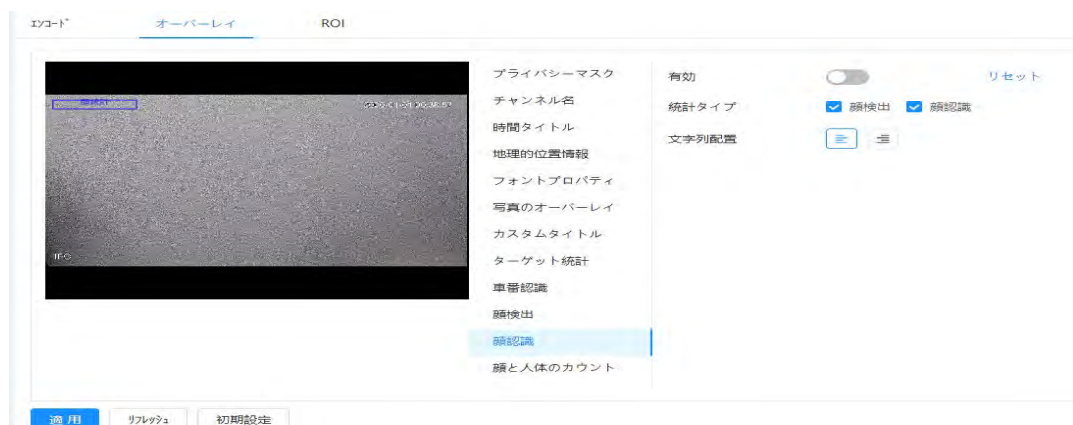 エンコード オーバーレイ ROI
プライバシーマスク 有効 リセット
チャンネル名 統計タイプ 顔検出 顔認識
時間タイトル 文字列配置
地理的位置情報
フォントプロパティ
写真のオーバーレイ
カスタムタイトル
ターゲット統計
IPC
車番認識
顔検出
顔認識
顔と人体のカウント
適用 リフレッシュ 初期設定